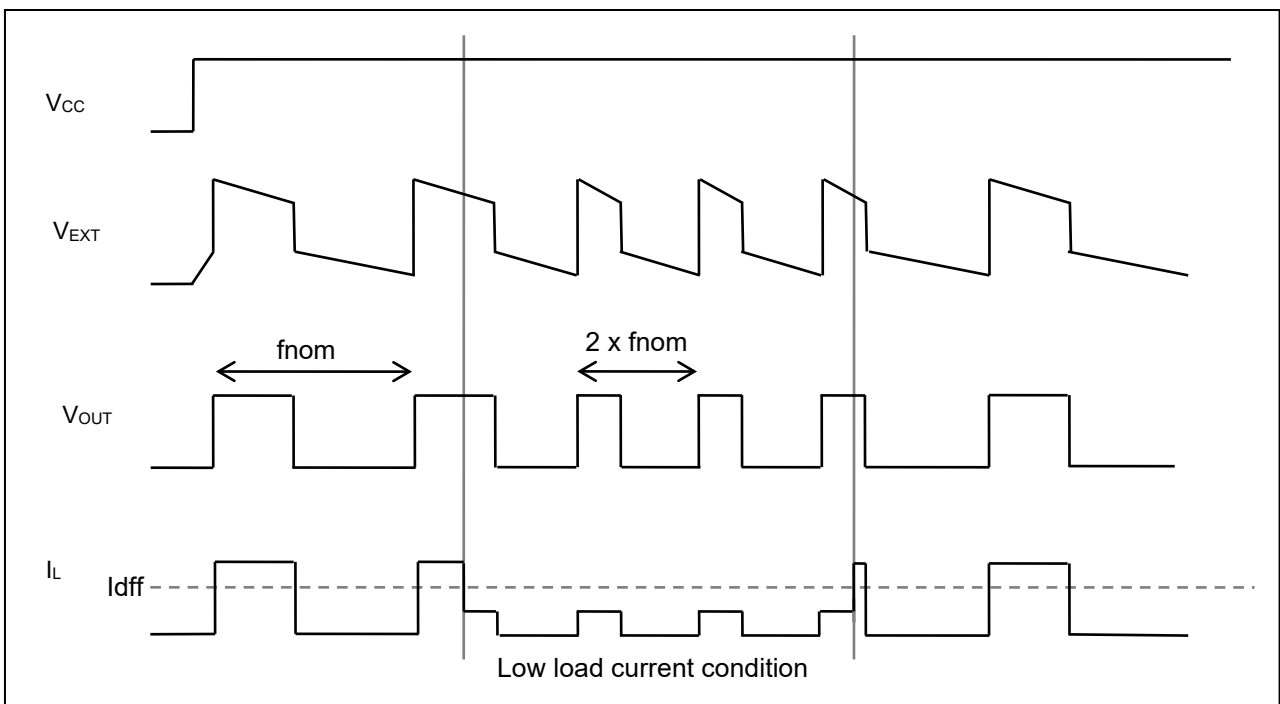 VCC
VEXT
fnom
2 x fnom
VOUT
IL
Idff
Low load current condition